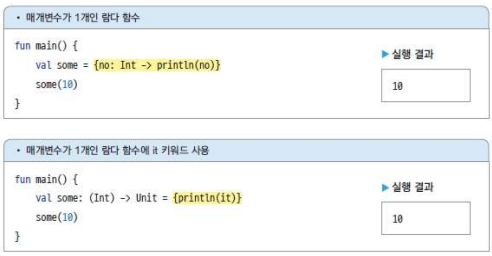 • 매개변수가 1개인 람다 함수
fun main() {
    val some = {no: Int -> println(no)}
    some(10)
}
▶ 실행 결과
10
• 매개변수가 1개인 람다 함수에 it 키워드 사용
fun main() {
    val some: (Int) -> Unit = {println(it)}
    some(10)
}
▶ 실행 결과
10